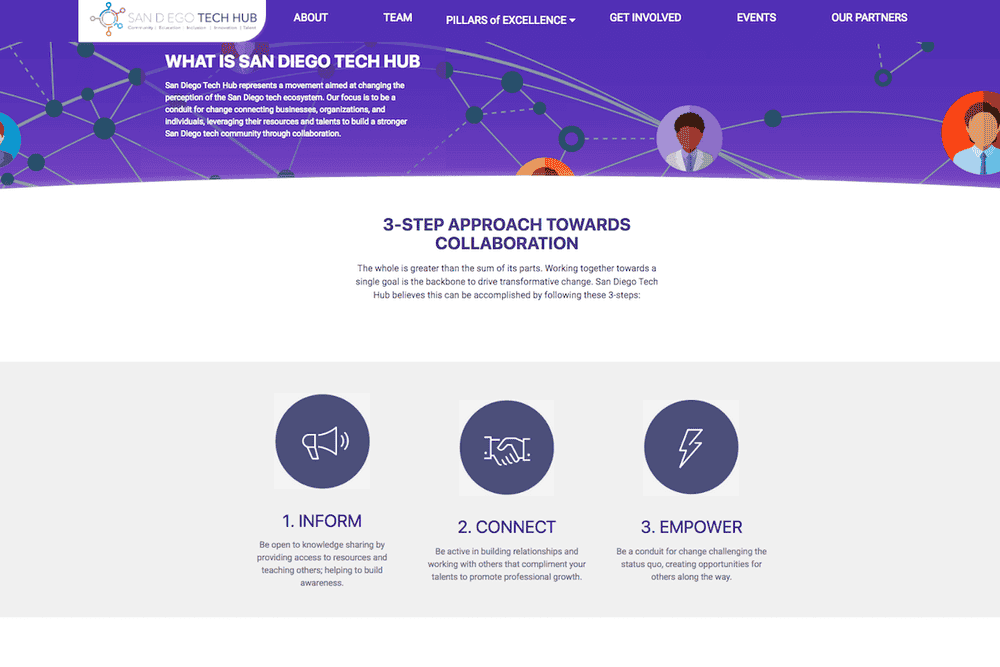 SAN DIEGO TECH HUB
Community | Education | Inclusion | Innovation | Talent
ABOUT
TEAM
PILLARS of EXCELLENCE
GET INVOLVED
EVENTS
OUR PARTNERS
WHAT IS SAN DIEGO TECH HUB
San Diego Tech Hub represents a movement aimed at changing the
perception of the San Diego tech ecosystem. Our focus is to be a
conduit for change connecting businesses, organizations, and
individuals, leveraging their resources and talents to build a stronger
San Diego tech community through collaboration.
3-STEP APPROACH TOWARDS
COLLABORATION
The whole is greater than the sum of its parts. Working together towards a
single goal is the backbone to drive transformative change. San Diego Tech
Hub believes this can be accomplished by following these 3-steps:
1. INFORM
Be open to knowledge sharing by
providing access to resources and
teaching others; helping to build
awareness.
2. CONNECT
Be active in building relationships and
working with others that compliment your
talents to promote professional growth.
3. EMPOWER
Be a conduit for change challenging the
status quo, creating opportunities for
others along the way.